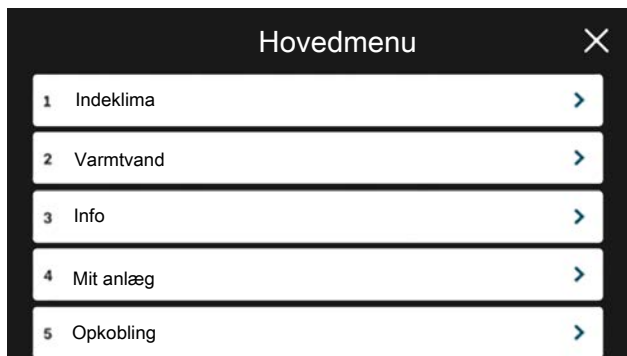 Hovedmenu
1 Indeklima
2 Varmtvand
3 Info
4 Mit anlæg
5 Opkobling